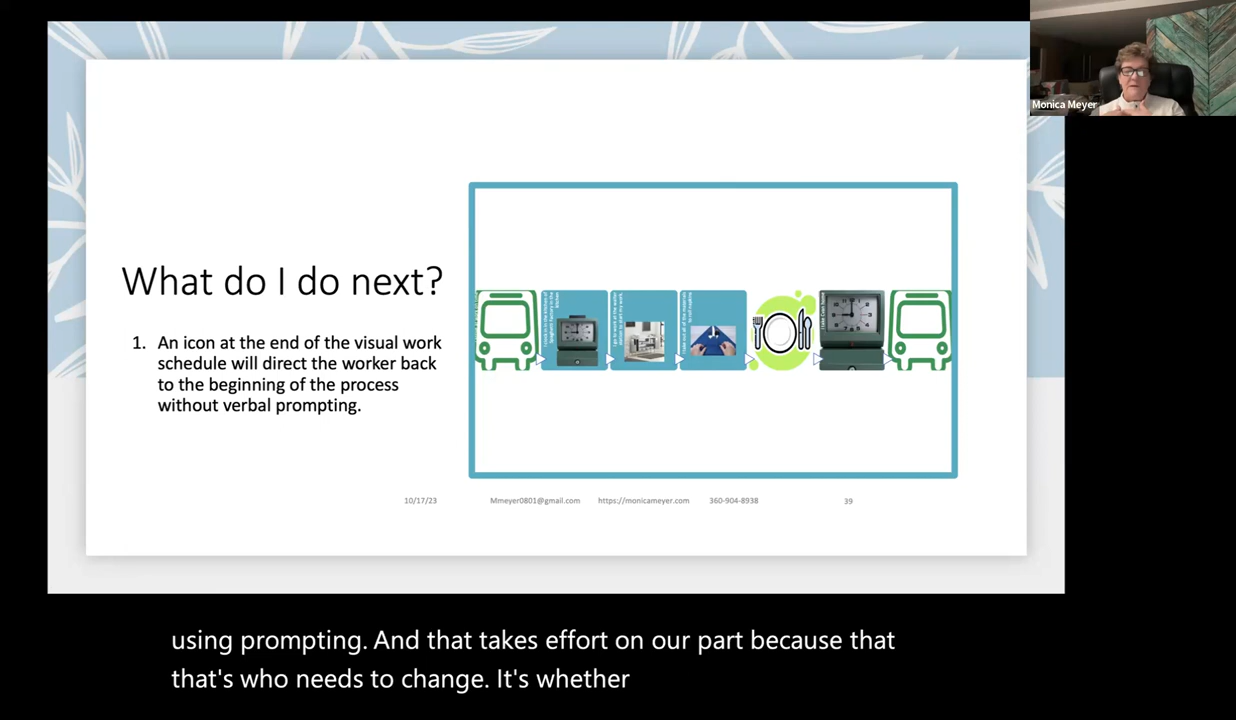 Monica Meyer
What do I do next?
1. An icon at the end of the visual work
schedule will direct the worker back
to the beginning of the process
without verbal prompting.
10/17/23
Mmeyer0801@gmail.com
https://monicameyer.com
360-904-8938
39
using prompting. And that takes effort on our part because that
that's who needs to change. It's whether